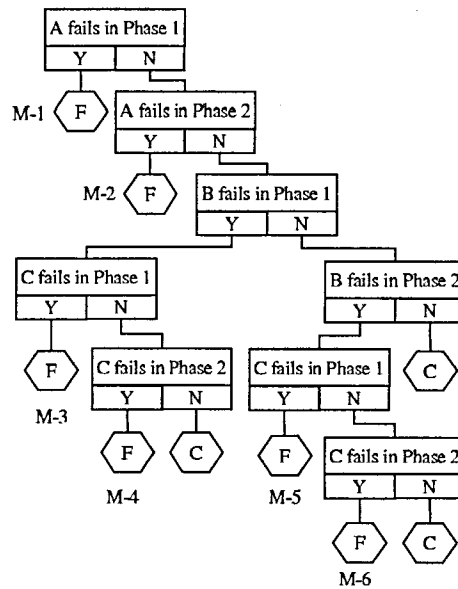 A fails in Phase 1
Y N
M-1 F
A fails in Phase 2
Y N
M-2 F
B fails in Phase 1
Y N
C fails in Phase 1
Y N
B fails in Phase 2
Y N
F
M-3
C fails in Phase 2
Y N
C fails in Phase 1
Y N
C
F C
M-4
F
M-5
C fails in Phase 2
Y N
F C
M-6